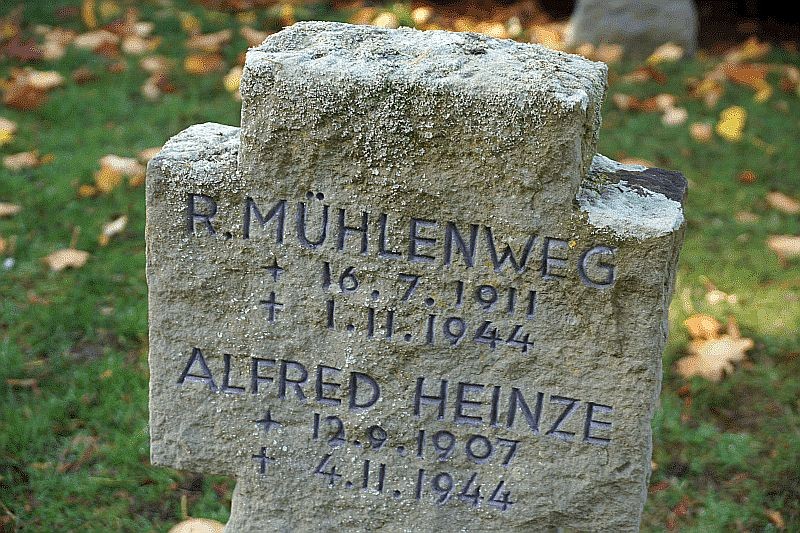 R. MÜHLENWEG
+ 16.7.1911
† 1.11.1944
ALFRED HEINZE
+ 12.9.1907
† 4.11.1944